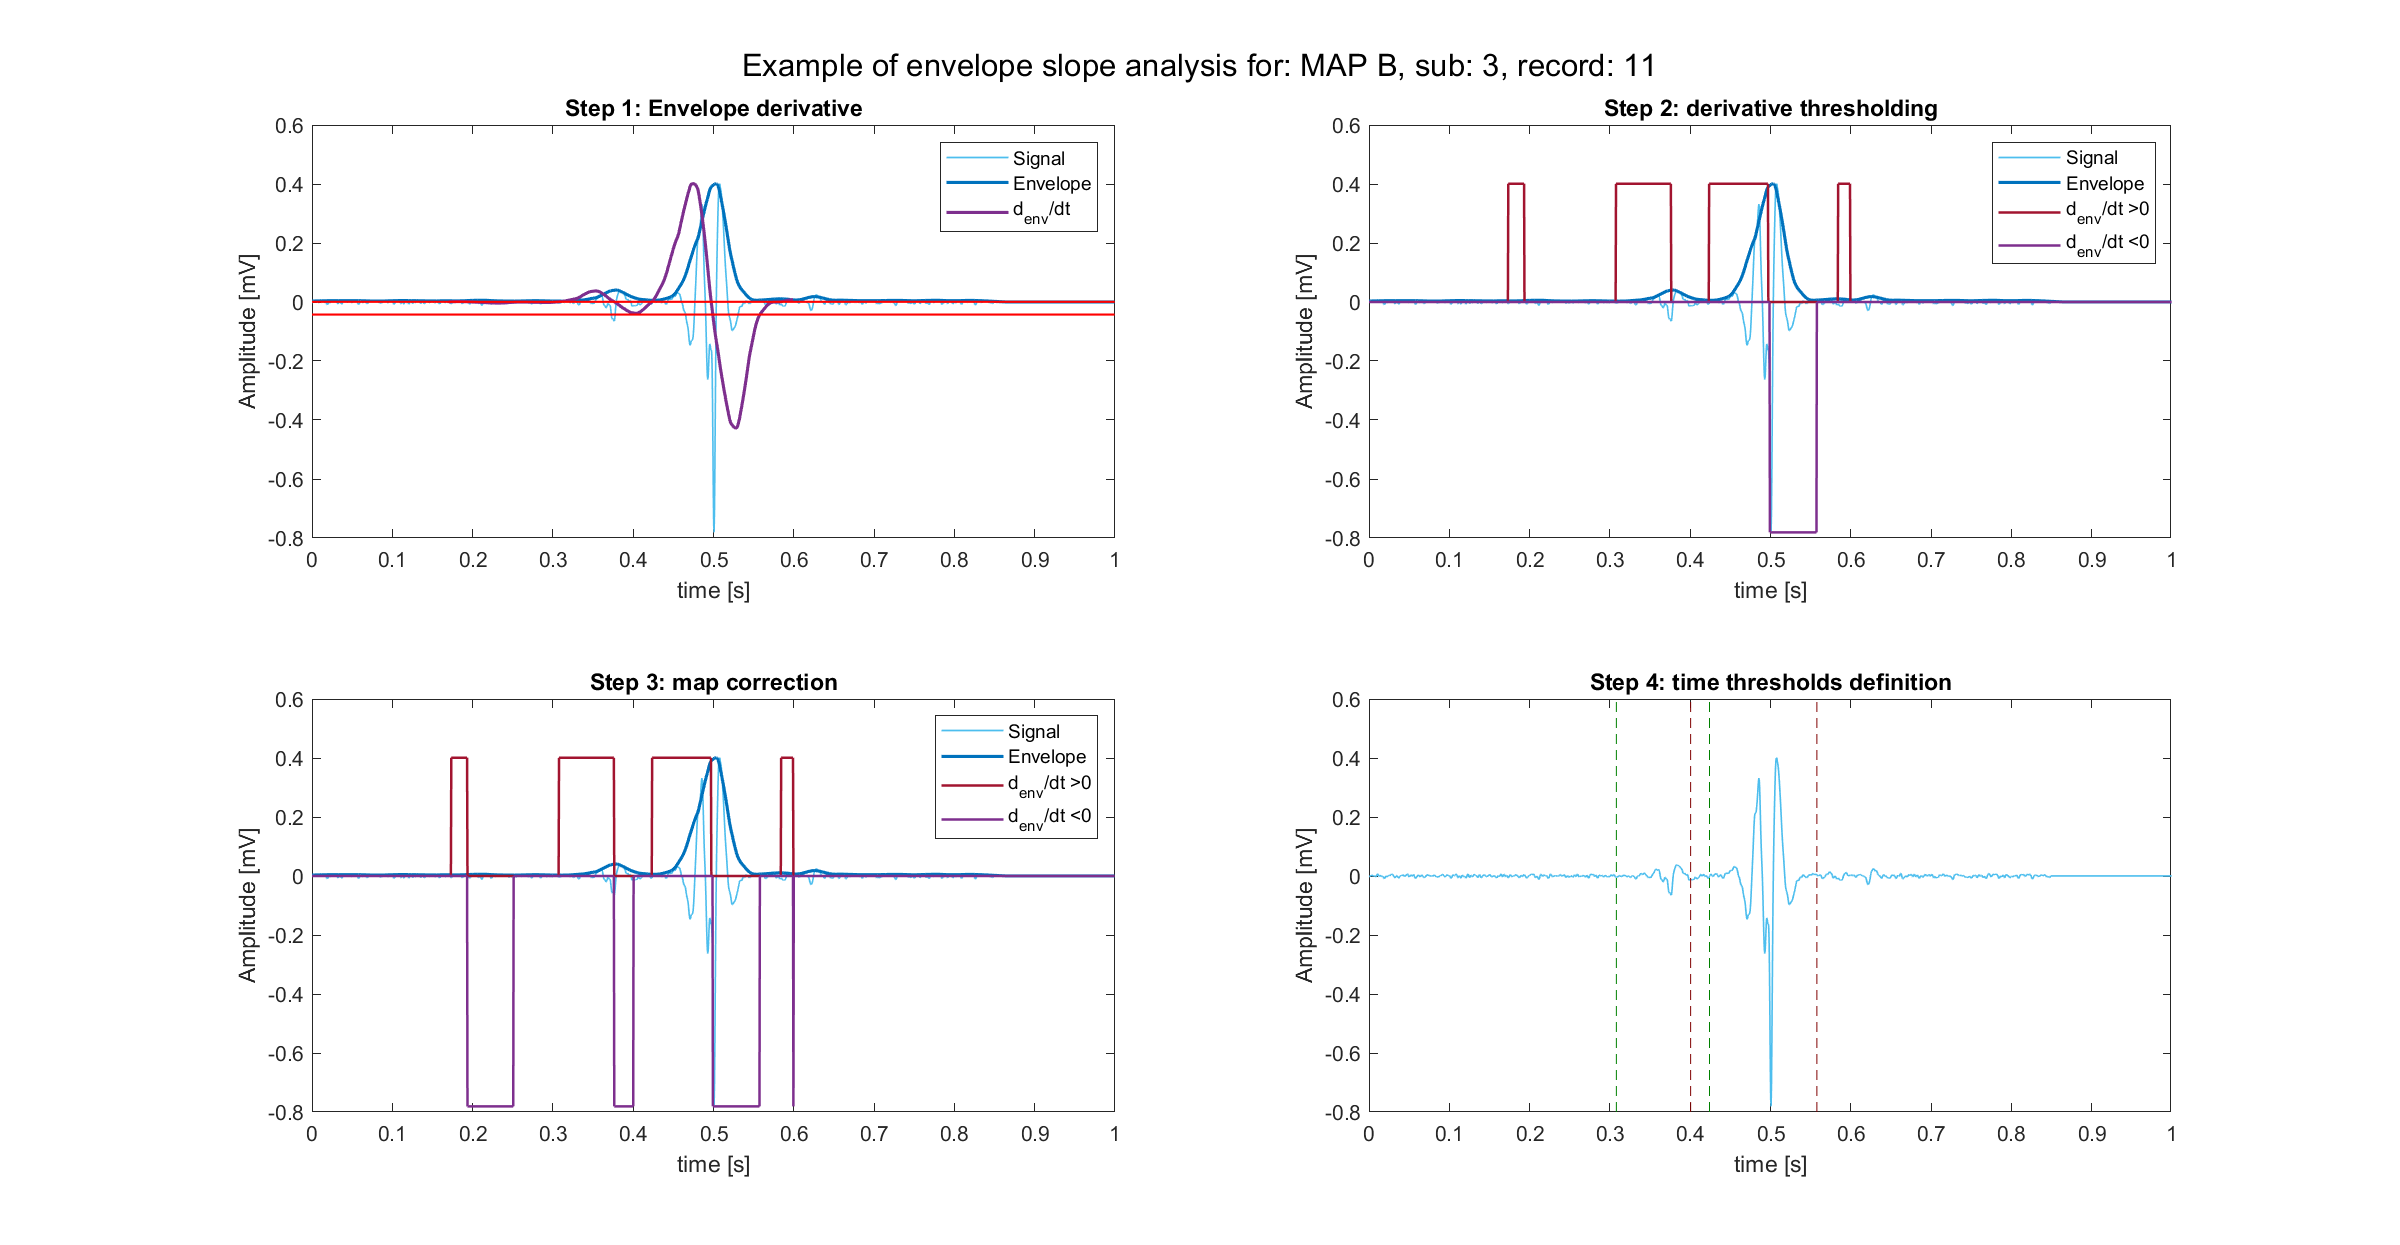 Example of envelope slope analysis for: MAP B, sub: 3, record: 11
Step 1: Envelope derivative
0.6
0.4
0.2
0
-0.2
-0.4
-0.6
-0.8
Amplitude [mV]
0 0.1 0.2 0.3 0.4 0.5 0.6 0.7 0.8 0.9 1
time [s]
Signal
Envelope
d_env/dt
Step 2: derivative thresholding
0.6
0.4
0.2
0
-0.2
-0.4
-0.6
-0.8
Amplitude [mV]
0 0.1 0.2 0.3 0.4 0.5 0.6 0.7 0.8 0.9 1
time [s]
Signal
Envelope
d_env/dt >0
d_env/dt <0
Step 3: map correction
0.6
0.4
0.2
0
-0.2
-0.4
-0.6
-0.8
Amplitude [mV]
0 0.1 0.2 0.3 0.4 0.5 0.6 0.7 0.8 0.9 1
time [s]
Signal
Envelope
d_env/dt >0
d_env/dt <0
Step 4: time thresholds definition
0.6
0.4
0.2
0
-0.2
-0.4
-0.6
-0.8
Amplitude [mV]
0 0.1 0.2 0.3 0.4 0.5 0.6 0.7 0.8 0.9 1
time [s]